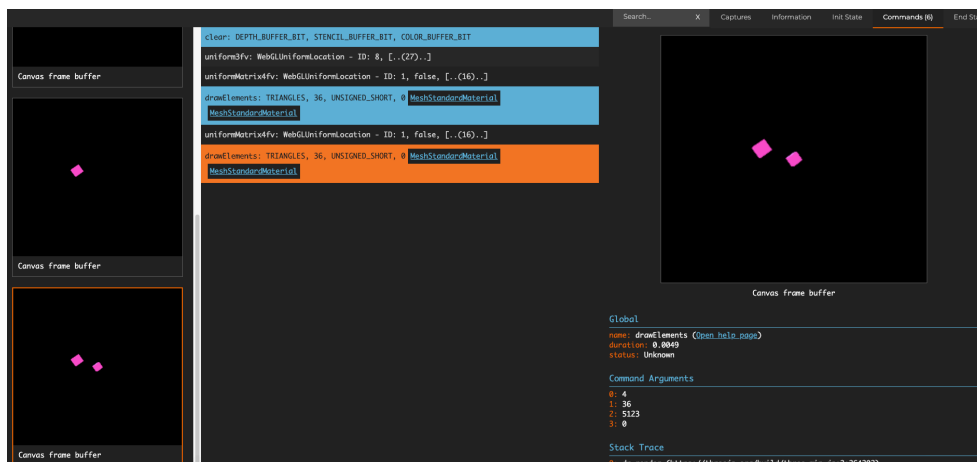 Search... X Captures Information Init State Commands (6) End Sta
Canvas frame buffer
Canvas frame buffer
Canvas frame buffer
clear: DEPTH_BUFFER_BIT, STENCIL_BUFFER_BIT, COLOR_BUFFER_BIT
uniform3fv: WebGLUniformLocation - ID: 8, [..(27)..]
uniformMatrix4fv: WebGLUniformLocation - ID: 1, false, [..(16)..]
drawElements: TRIANGLES, 36, UNSIGNED_SHORT, 0 MeshStandardMaterial
MeshStandardMaterial
uniformMatrix4fv: WebGLUniformLocation - ID: 1, false, [..(16)..]
drawElements: TRIANGLES, 36, UNSIGNED_SHORT, 0 MeshStandardMaterial
MeshStandardMaterial
Canvas frame buffer
Global
name: drawElements (Open help page)
duration: 0.0049
status: Unknown
Command Arguments
0: 4
1: 36
2: 5123
3: 0
Stack Trace